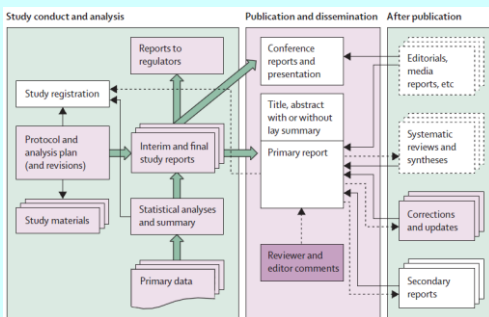 Study conduct and analysis
Publication and dissemination
After publication
Reports to
regulators
Conference
reports and
presentation
Editorials,
media
reports, etc
Study registration
Title, abstract
with or without
lay summary
Protocol and
analysis plan
(and revisions)
Interim and final
study reports
Primary report
Systematic
reviews and
syntheses
Study materials
Statistical analyses
and summary
Corrections
and updates
Reviewer and
editor comments
Primary data
Secondary
reports